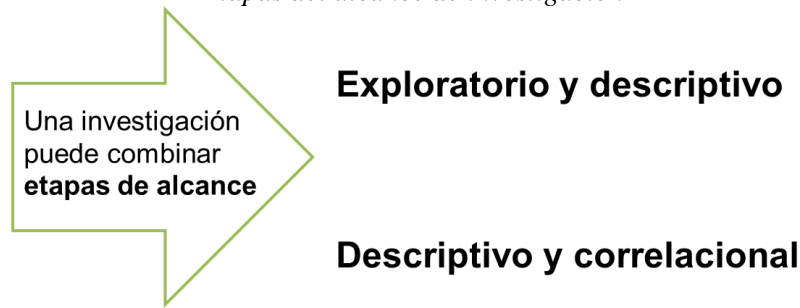 Exploratorio y descriptivo
Una investigación
puede combinar
etapas de alcance
Descriptivo y correlacional